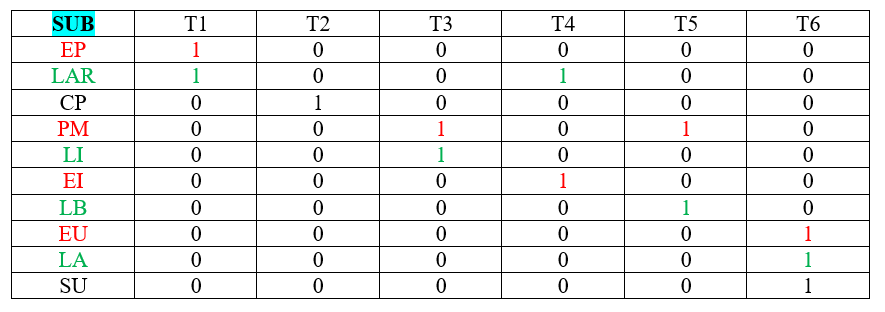 SUB T1 T2 T3 T4 T5 T6
EP 1 0 0 0 0 0
LAR 1 0 0 1 0 0
CP 0 1 0 0 0 0
PM 0 0 1 0 1 0
LI 0 0 1 0 0 0
EI 0 0 0 1 0 0
LB 0 0 0 0 1 0
EU 0 0 0 0 0 1
LA 0 0 0 0 0 1
SU 0 0 0 0 0 1